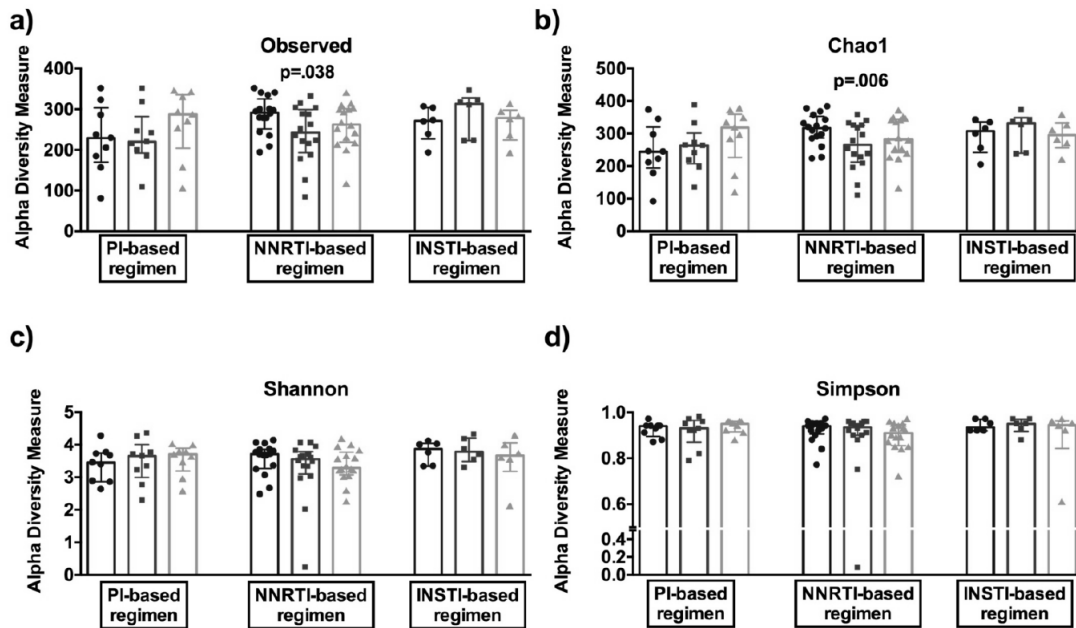 a)
Observed
p=.038
Alpha Diversity Measure
400
300
200
100
0
PI-based
regimen
NNRTI-based
regimen
INSTI-based
regimen
b)
Chao1
p=.006
Alpha Diversity Measure
500
400
300
200
100
0
PI-based
regimen
NNRTI-based
regimen
INSTI-based
regimen
c)
Shannon
Alpha Diversity Measure
5
4
3
2
1
0
PI-based
regimen
NNRTI-based
regimen
INSTI-based
regimen
d)
Simpson
Alpha Diversity Measure
1.0
0.8
0.6
0.4
0.2
0.0
PI-based
regimen
NNRTI-based
regimen
INSTI-based
regimen